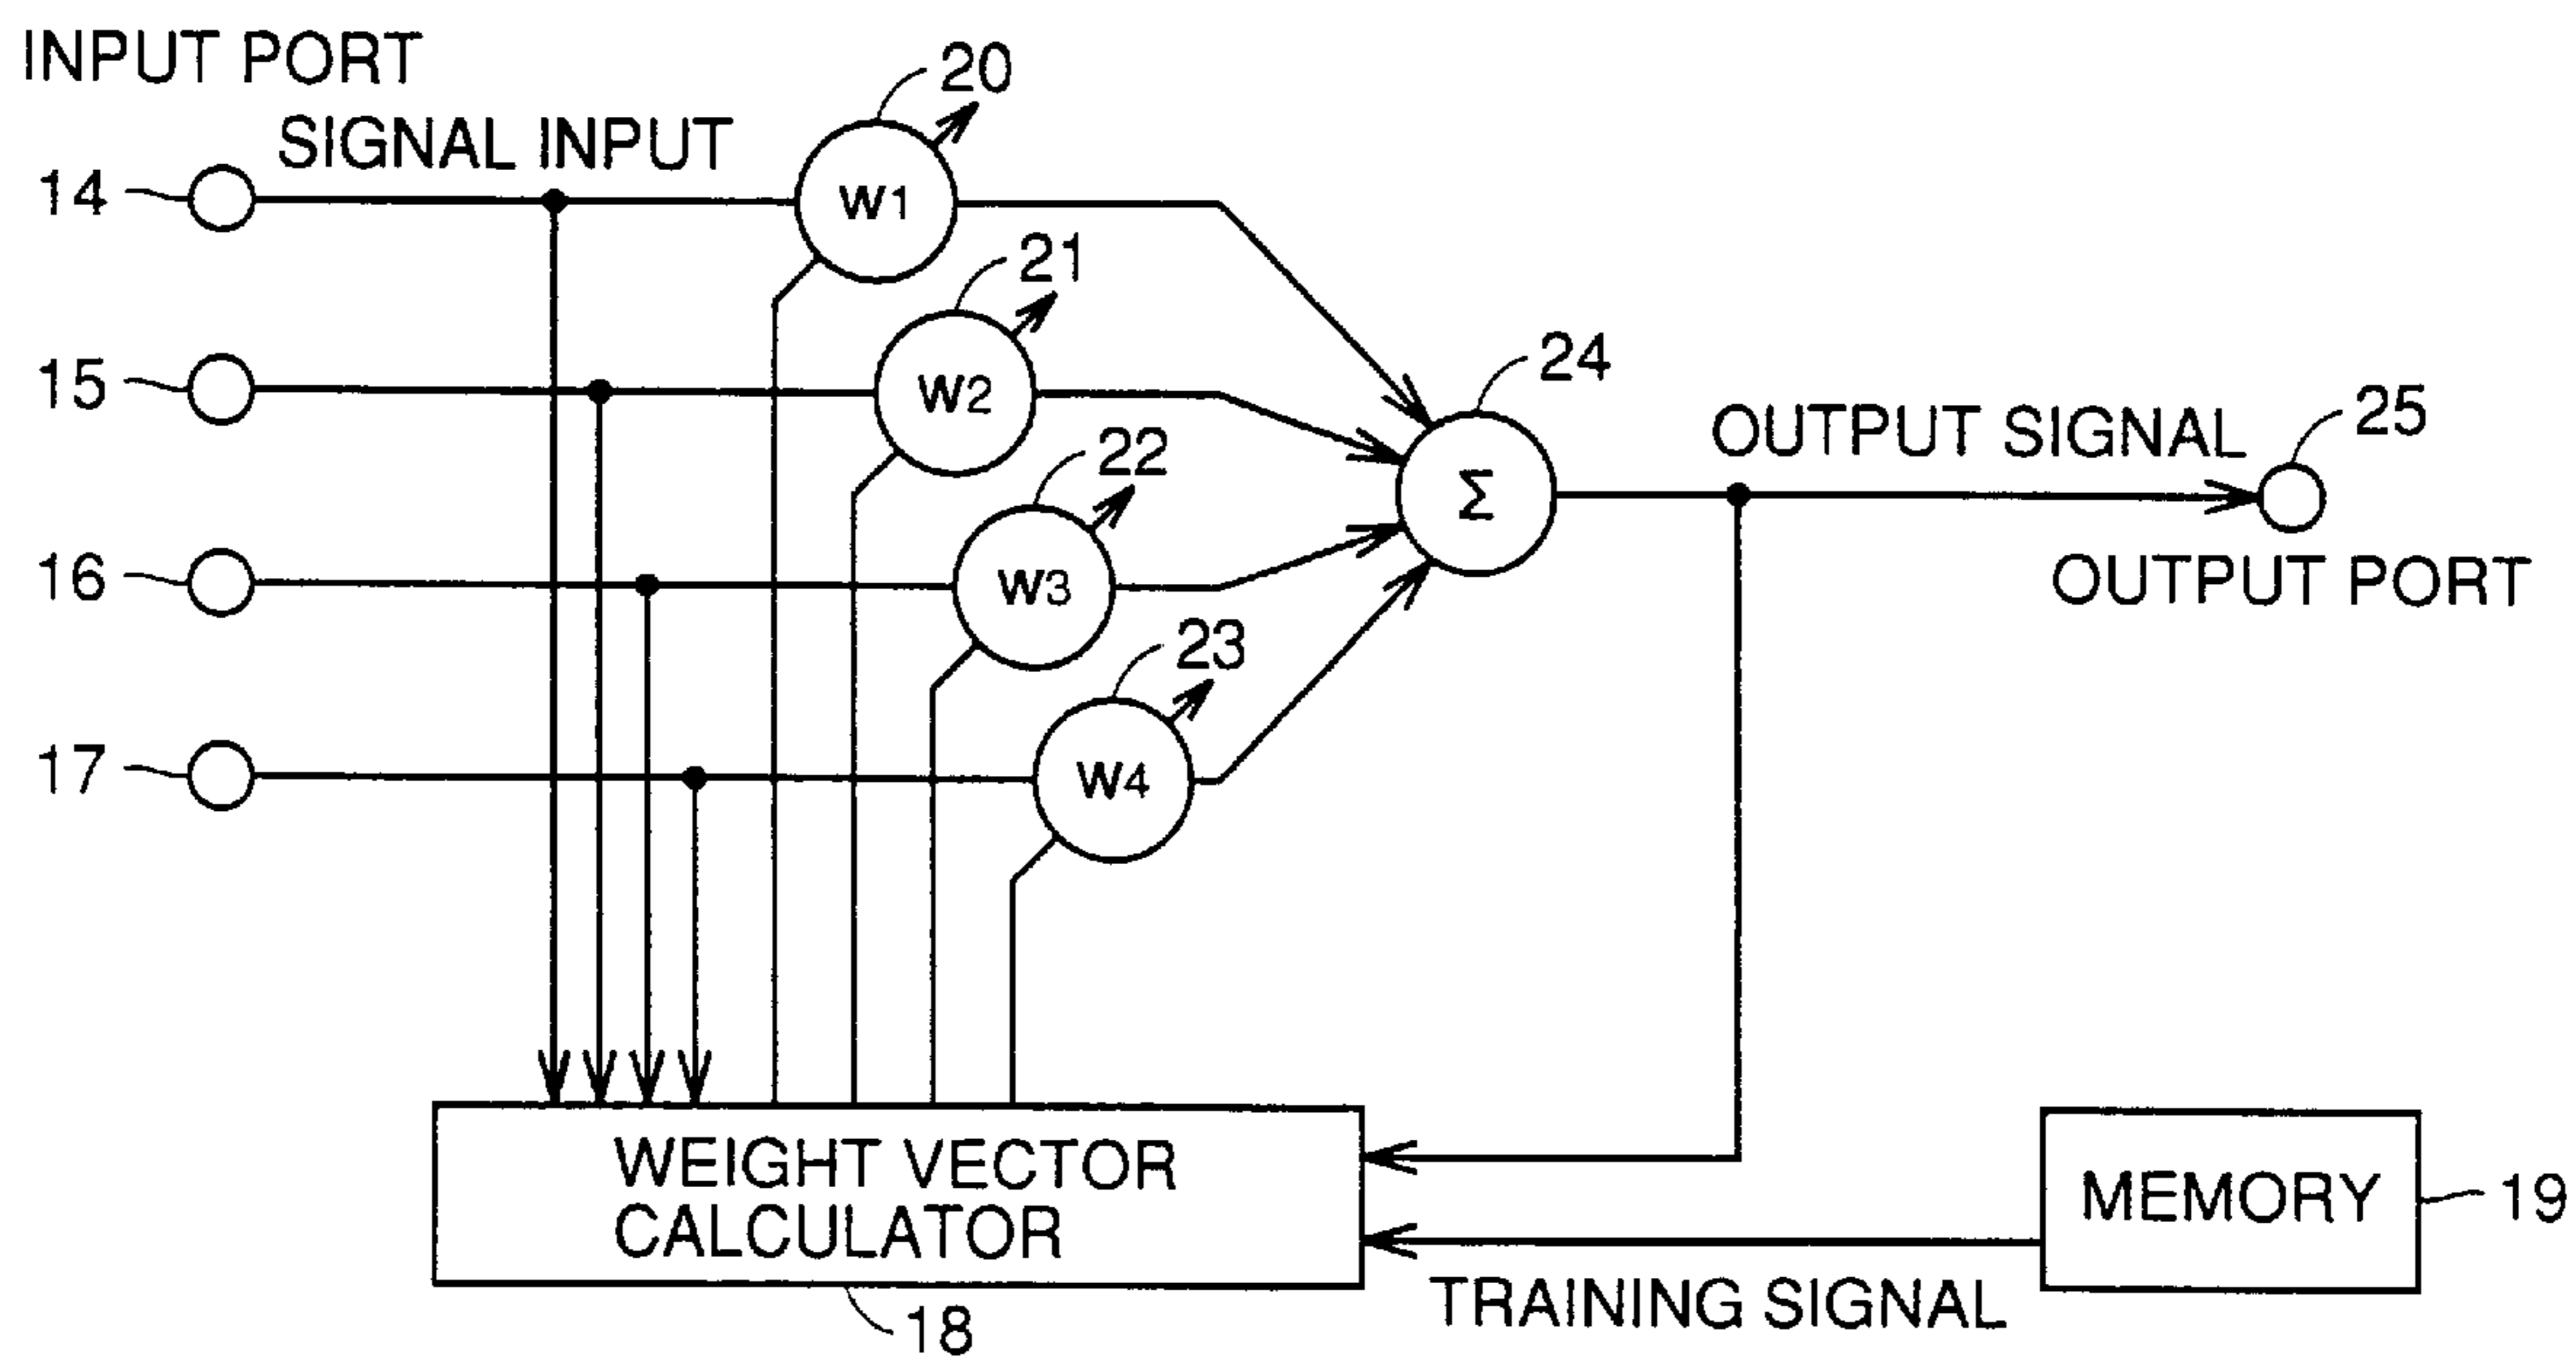 INPUT PORT
SIGNAL INPUT
20
14
W1
21
15
W2
24
22
OUTPUT SIGNAL
25
Σ
16
W3
OUTPUT PORT
23
17
W4
WEIGHT VECTOR
CALCULATOR
MEMORY
19
TRAINING SIGNAL
18